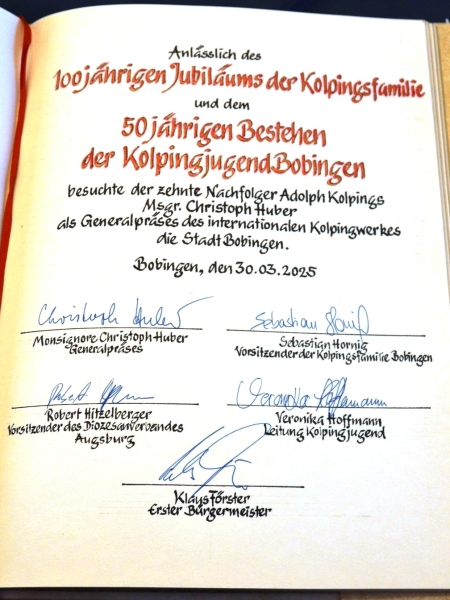 Anlässlich des
100jährigen Jubiläums der Kolpingsfamilie
und dem
50jährigen Bestehen
der Kolpingjugend Bobingen
besuchte der zehnte Nachfolger Adolph Kolpings
Msgr. Christoph Huber
als Generalpräses des internationalen Kolpingwerkes
die Stadt Bobingen.
Bobingen, den 30.03.2025
Christoph Huber
Monsignore Christoph Huber
Generalpräses
Sebastian
Sebastian Hornig
Vorsitzender der Kolpingsfamilie Bobingen
Robert
Robert Hitzelberger
Vorsitzender des Diözesanverbandes
Augsburg
Veronika Hoffmann
Veronika Hoffmann
Leitung Kolpingjugend
Klaus Förster
Erster Bürgermeister